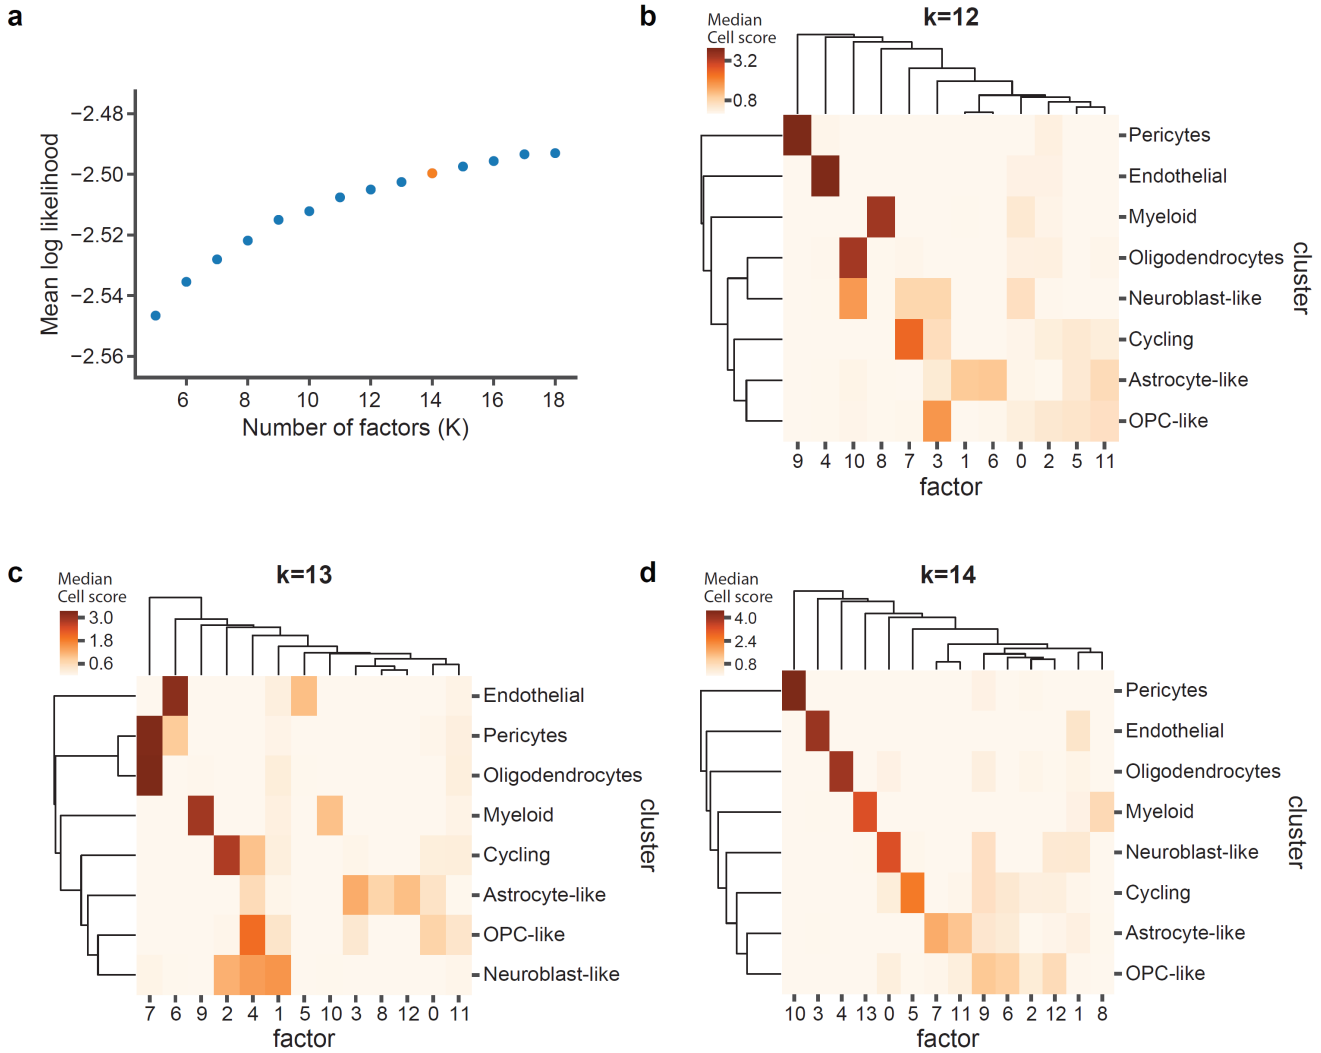 a
Mean log likelihood
−2.48
−2.50
−2.52
−2.54
−2.56
6 8 10 12 14 16 18
Number of factors (K)
b
k=12
Median
Cell score
3.2
0.8
Pericytes
Endothelial
Myeloid
Oligodendrocytes
Neuroblast-like
Cycling
Astrocyte-like
OPC-like
cluster
9 4 10 8 7 3 1 6 0 2 5 11
factor
c
k=13
Median
Cell score
3.0
1.8
0.6
Endothelial
Pericytes
Oligodendrocytes
Myeloid
Cycling
Astrocyte-like
OPC-like
Neuroblast-like
cluster
7 6 9 2 4 1 5 10 3 8 12 0 11
factor
d
k=14
Median
Cell score
4.0
2.4
0.8
Pericytes
Endothelial
Oligodendrocytes
Myeloid
Neuroblast-like
Cycling
Astrocyte-like
OPC-like
cluster
10 3 4 13 0 5 7 11 9 6 2 12 1 8
factor